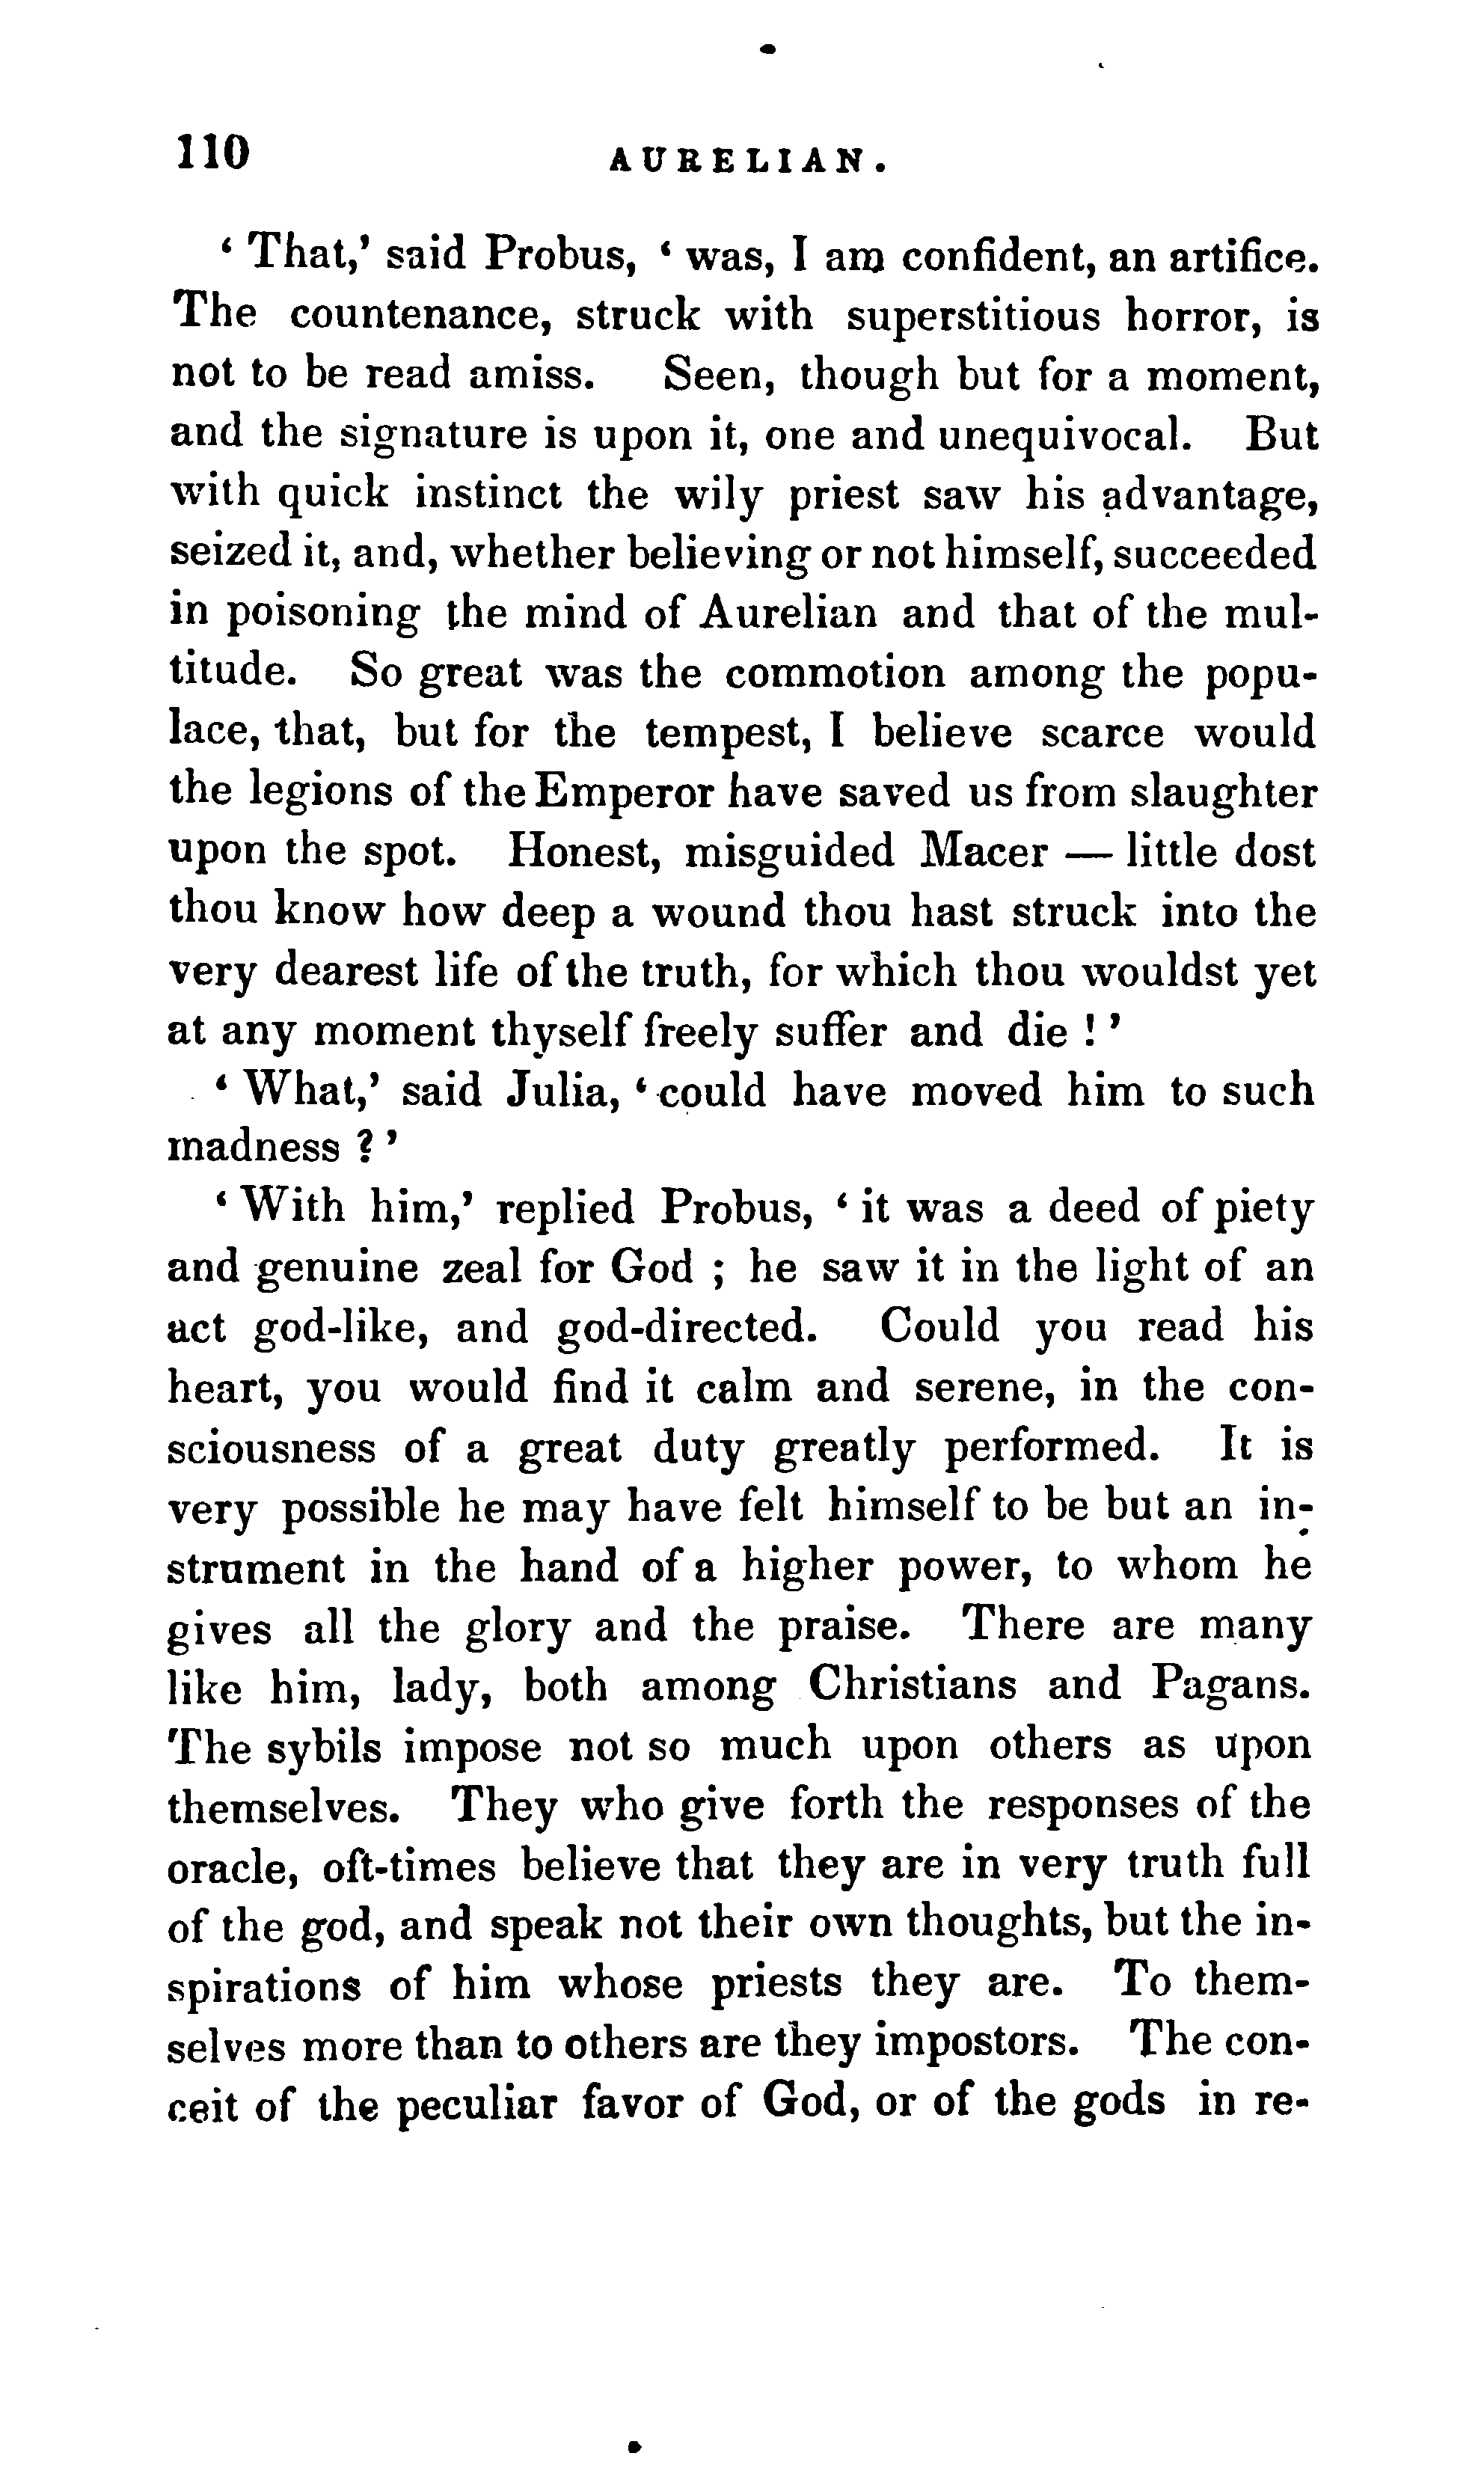 110
AURELIAN.
‘ That,’ said Probus, ‘ was, I am confident, an artifice.
The countenance, struck with superstitious horror, is
not to be read amiss. Seen, though but for a moment,
and the signature is upon it, one and unequivocal. But
with quick instinct the wily priest saw his advantage,
seized it, and, whether believing or not himself, succeeded
in poisoning the mind of Aurelian and that of the mul-
titude. So great was the commotion among the popu-
lace, that, but for the tempest, I believe scarce would
the legions of the Emperor have saved us from slaughter
upon the spot. Honest, misguided Macer — little dost
thou know how deep a wound thou hast struck into the
very dearest life of the truth, for which thou wouldst yet
at any moment thyself freely suffer and die ! ’
‘ What,’ said Julia, ‘ could have moved him to such
madness ? ’
‘ With him,’ replied Probus, ‘ it was a deed of piety
and genuine zeal for God ; he saw it in the light of an
act god-like, and god-directed. Could you read his
heart, you would find it calm and serene, in the con-
sciousness of a great duty greatly performed. It is
very possible he may have felt himself to be but an in-
strument in the hand of a higher power, to whom he
gives all the glory and the praise. There are many
like him, lady, both among Christians and Pagans.
The sybils impose not so much upon others as upon
themselves. They who give forth the responses of the
oracle, oft-times believe that they are in very truth full
of the god, and speak not their own thoughts, but the in-
spirations of him whose priests they are. To them-
selves more than to others are they impostors. The con-
ceit of the peculiar favor of God, or of the gods in re-